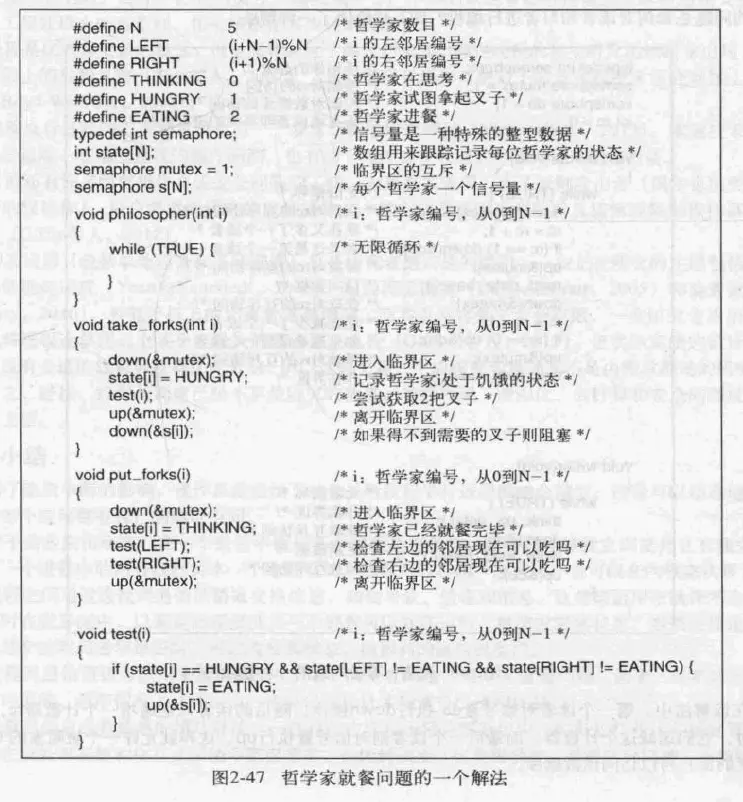 #define N 5 /* 哲学家数目 */
#define LEFT (i+N−1)%N /* i 的左邻居编号 */
#define RIGHT (i+1)%N /* i 的右邻居编号 */
#define THINKING 0 /* 哲学家在思考 */
#define HUNGRY 1 /* 哲学家试图拿起叉子 */
#define EATING 2 /* 哲学家进餐 */
typedef int semaphore; /* 信号量是一种特殊的整型数据 */
int state[N]; /* 数组用来跟踪记录每位哲学家的状态 */
semaphore mutex = 1; /* 临界区的互斥 */
semaphore s[N]; /* 每个哲学家一个信号量 */
void philosopher(int i) /* i：哲学家编号，从0到N−1 */
{
while (TRUE) { /* 无限循环 */
}
}
void take_forks(int i) /* i：哲学家编号，从0到N−1 */
{
down(&mutex); /* 进入临界区 */
state[i] = HUNGRY; /* 记录哲学家i处于饥饿的状态 */
test(i); /* 尝试获取2把叉子 */
up(&mutex); /* 离开临界区 */
down(&s[i]); /* 如果得不到需要的叉子则阻塞 */
}
void put_forks(i) /* i：哲学家编号，从0到N−1 */
{
down(&mutex); /* 进入临界区 */
state[i] = THINKING; /* 哲学家已经就餐完毕 */
test(LEFT); /* 检查左边的邻居现在可以吃吗 */
test(RIGHT); /* 检查右边的邻居现在可以吃吗 */
up(&mutex); /* 离开临界区 */
}
void test(i) /* i：哲学家编号，从0到N−1 */
{
if (state[i] == HUNGRY && state[LEFT] != EATING && state[RIGHT] != EATING) {
state[i] = EATING;
up(&s[i]);
}
}
图2-47 哲学家就餐问题的一个解法